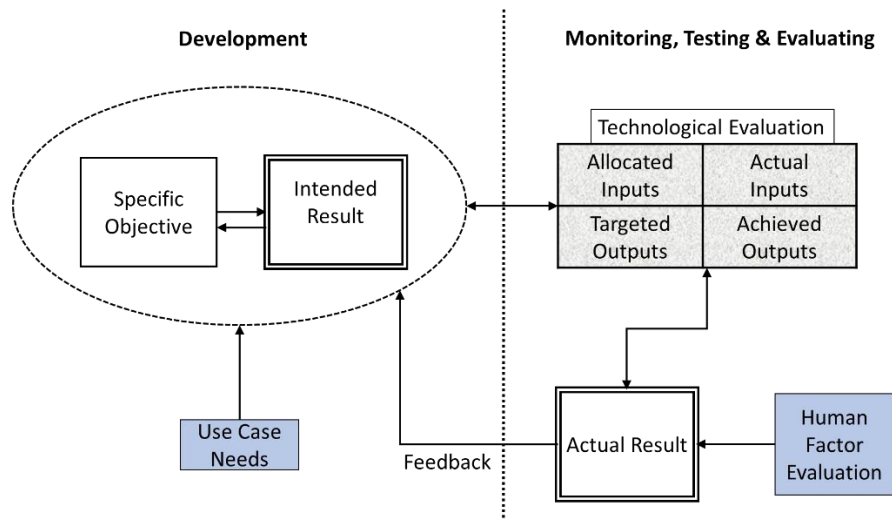 Development
Monitoring, Testing & Evaluating
Technological Evaluation
Allocated
Inputs
Actual
Inputs
Targeted
Outputs
Achieved
Outputs
Specific
Objective
Intended
Result
Use Case
Needs
Feedback
Actual Result
Human
Factor
Evaluation